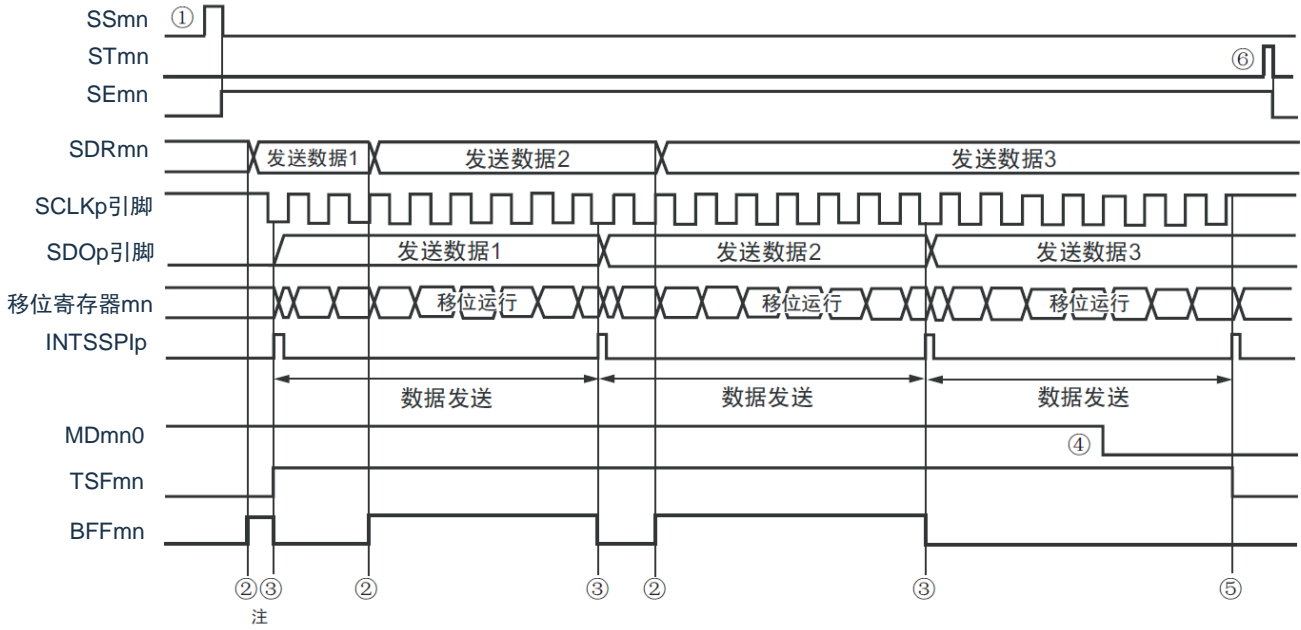 SSmn ①
STmn ⑥
SEmn
SDRmn 发送数据1 发送数据2 发送数据3
SCLKp引脚
SDOp引脚 发送数据1 发送数据2 发送数据3
移位寄存器mn 移位运行 移位运行 移位运行
INTSSPIp
数据发送 数据发送 数据发送
MDmn0 ④
TSFmn
BFFmn
② ③ ② ③ ② ③ ⑤
注